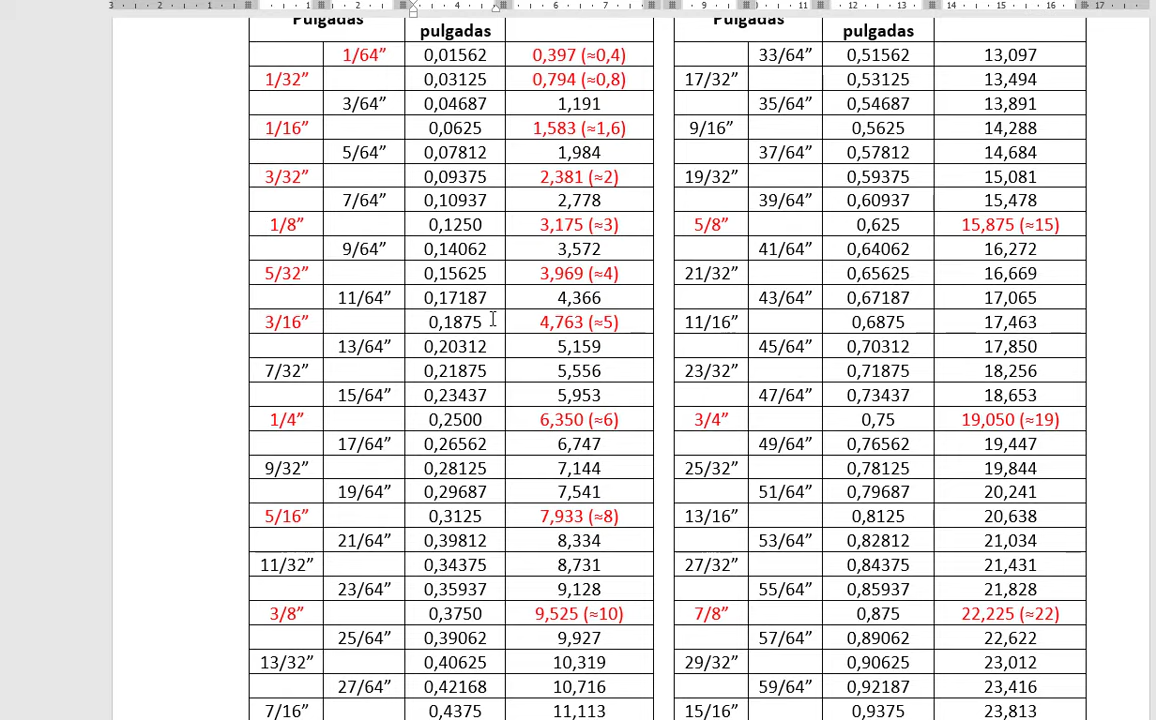 3 2 1 1 2 4 6 7 9 10 11 12 13 14 15 16 17
Pulgadas Pulgadas
pulgadas pulgadas
1/64” 0,01562 0,397 (≈0,4) 33/64” 0,51562 13,097
1/32” 0,03125 0,794 (≈0,8) 17/32” 0,53125 13,494
3/64” 0,04687 1,191 35/64” 0,54687 13,891
1/16” 0,0625 1,583 (≈1,6) 9/16” 0,5625 14,288
5/64” 0,07812 1,984 37/64” 0,57812 14,684
3/32” 0,09375 2,381 (≈2) 19/32” 0,59375 15,081
7/64” 0,10937 2,778 39/64” 0,60937 15,478
1/8” 0,1250 3,175 (≈3) 5/8” 0,625 15,875 (≈15)
9/64” 0,14062 3,572 41/64” 0,64062 16,272
5/32” 0,15625 3,969 (≈4) 21/32” 0,65625 16,669
11/64” 0,17187 4,366 43/64” 0,67187 17,065
3/16” 0,1875 4,763 (≈5) 11/16” 0,6875 17,463
13/64” 0,20312 5,159 45/64” 0,70312 17,850
7/32” 0,21875 5,556 23/32” 0,71875 18,256
15/64” 0,23437 5,953 47/64” 0,73437 18,653
1/4” 0,2500 6,350 (≈6) 3/4” 0,75 19,050 (≈19)
17/64” 0,26562 6,747 49/64” 0,76562 19,447
9/32” 0,28125 7,144 25/32” 0,78125 19,844
19/64” 0,29687 7,541 51/64” 0,79687 20,241
5/16” 0,3125 7,933 (≈8) 13/16” 0,8125 20,638
21/64” 0,39812 8,334 53/64” 0,82812 21,034
11/32” 0,34375 8,731 27/32” 0,84375 21,431
23/64” 0,35937 9,128 55/64” 0,85937 21,828
3/8” 0,3750 9,525 (≈10) 7/8” 0,875 22,225 (≈22)
25/64” 0,39062 9,927 57/64” 0,89062 22,622
13/32” 0,40625 10,319 29/32” 0,90625 23,012
27/64” 0,42168 10,716 59/64” 0,92187 23,416
7/16” 0,4375 11,113 15/16” 0,9375 23,813